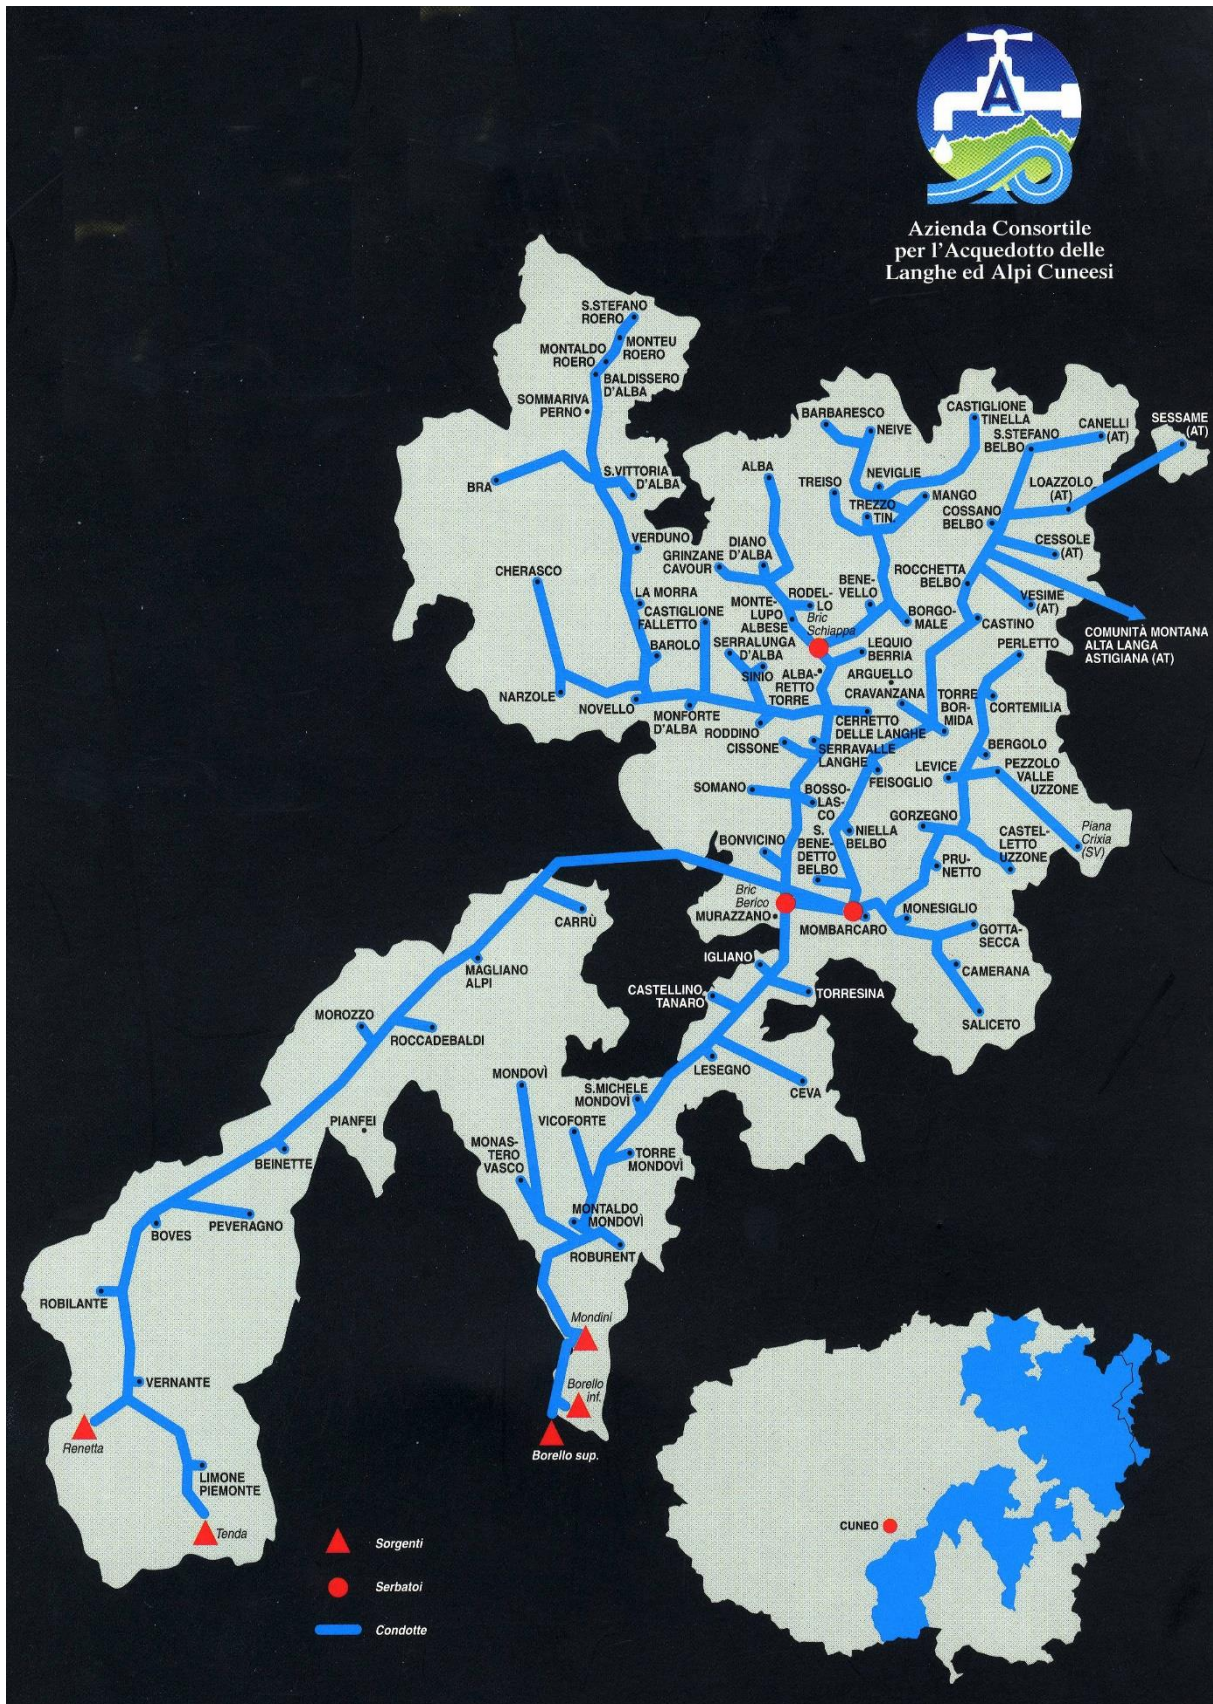 A
Azienda Consortile
per l'Acquedotto delle
Langhe ed Alpi Cuneesi
S.STEFANO
ROERO
MONTEU
ROERO
MONTALDO
ROERO
BALDISSERO
D'ALBA
SOMMARIVA
PERNO
BRA
S.VITTORIA
D'ALBA
BARBARESCO
NEIVE
CASTIGLIONE
TINELLA
S.STEFANO
BELBO
CANELLI
(AT)
SESSAME
(AT)
ALBA
TREISO
NEVIGLIE
MANGO
LOAZZOLO
(AT)
TREZZO
TIN.
COSSANO
BELBO
VERDUNO
GRINZANE
CAVOUR
DIANO
D'ALBA
CESSOLE
(AT)
CHERASCO
ROCCHETTA
BELBO
BENE-
VELLO
RODEL-
LO
LA MORRA
CASTIGLIONE
FALLETTO
MONTE-
LUPO
ALBESE
Bric
Schiappa
BORGO-
MALE
VESIME
(AT)
CASTINO
COMUNITÀ MONTANA
ALTA LANGA
ASTIGIANA (AT)
BAROLO
SERRALUNGA
D'ALBA
SINIO
LEQUIO
BERRIA
PERLETTO
ALBA-
RETTO
TORRE
ARGUELLO
CRAVANZANA
TORRE
BOR-
MIDA
CORTEMILIA
NARZOLE
NOVELLO
MONFORTE
D'ALBA
RODDINO
CERRETTO
DELLE LANGHE
CISSONE
SERRAVALLE
LANGHE
BERGOLO
FEISOGLIO
LEVICE
PEZZOLO
VALLE
UZZONE
SOMANO
BOSSO-
LAS-
CO
GORZEGNO
Piana
Crixia
(SV)
BONVICINO
S.
BENE-
DETTO
BELBO
NIELLA
BELBO
CASTEL-
LETTO
UZZONE
PRU-
NETTO
Bric
Berico
MURAZZANO
MOMBARCARO
MONESIGLIO
GOTTA-
SECCA
CARRÙ
IGLIANO
CAMERANA
MAGLIANO
ALPI
CASTELLINO
TANARO
TORRESINA
MOROZZO
ROCCADEBALDI
SALICETO
LESEGNO
MONDOVÌ
S.MICHELE
MONDOVÌ
CEVA
PIANFEI
VICOFORTE
MONAS-
TERO
VASCO
TORRE
MONDOVÌ
BEINETTE
PEVERAGNO
BOVES
MONTALDO
MONDOVÌ
ROBURENT
ROBILANTE
Mondini
VERNANTE
Borello
inf.
Renetta
Borello sup.
LIMONE
PIEMONTE
Tenda
CUNEO
Sorgenti
Serbatoi
Condotte